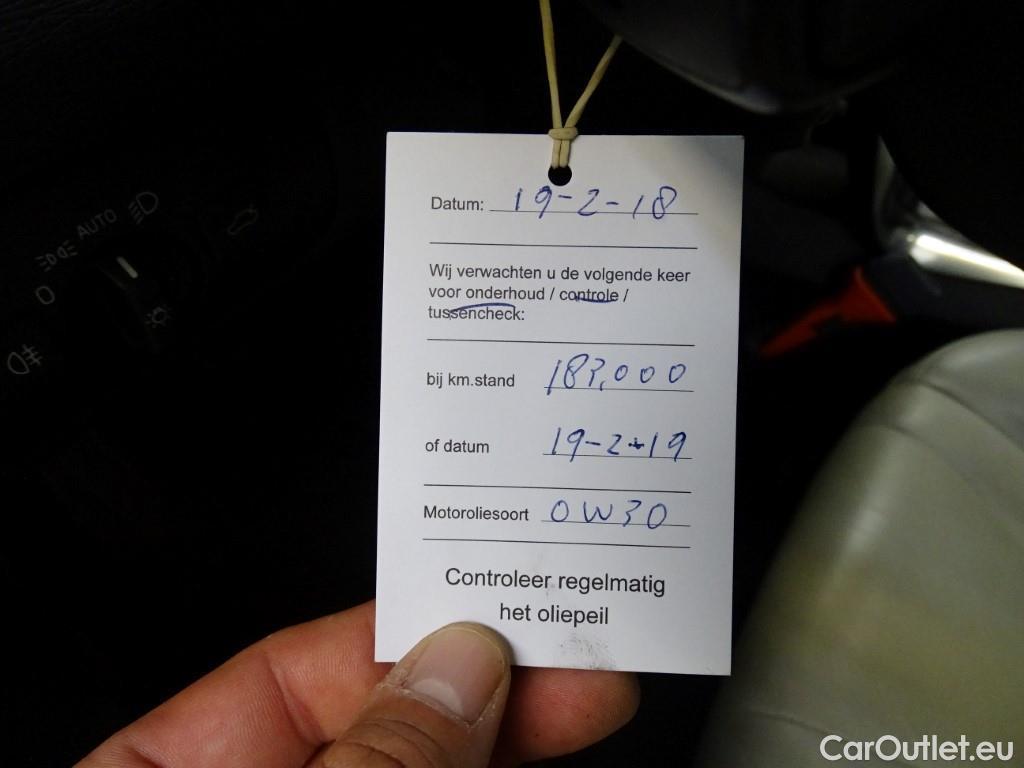 Datum: 19-2-18
Wij verwachten u de volgende keer
voor onderhoud / controle /
tussencheck:
bij km.stand 183,000
of datum 19-2-19
Motoroliesoort 0W30
Controleer regelmatig
het oliepeil
AUTO
0
CarOutlet.eu